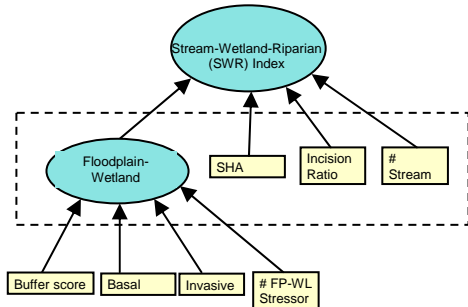 Stream-Wetland-Riparian
(SWR) Index
Floodplain-
Wetland
SHA
Incision
Ratio
#
Stream
Buffer score
Basal
Invasive
# FP-WL
Stressor